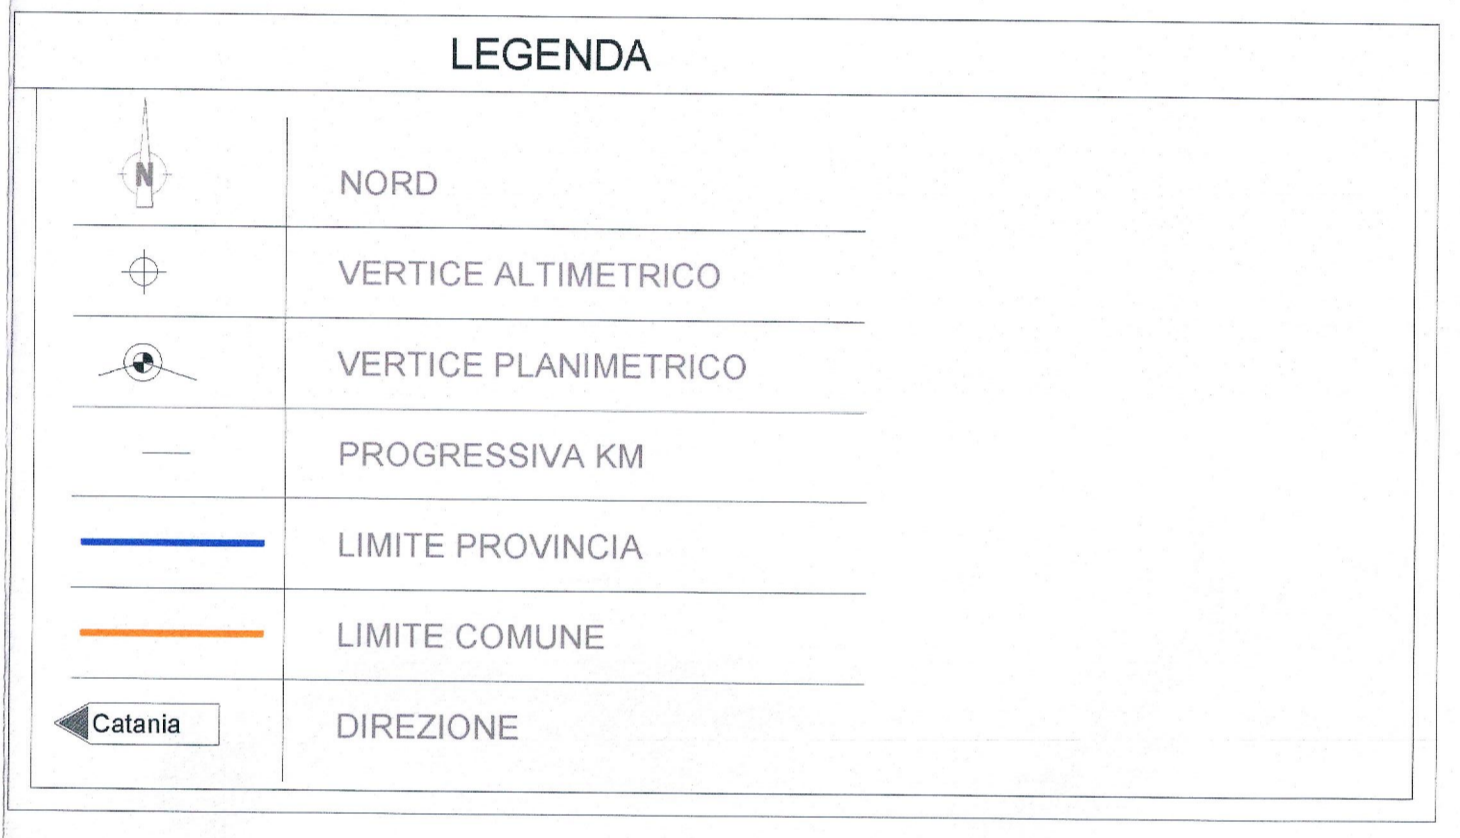 LEGENDA
N
NORD
VERTICE ALTIMETRICO
VERTICE PLANIMETRICO
PROGRESSIVA KM
LIMITE PROVINCIA
LIMITE COMUNE
Catania
DIREZIONE